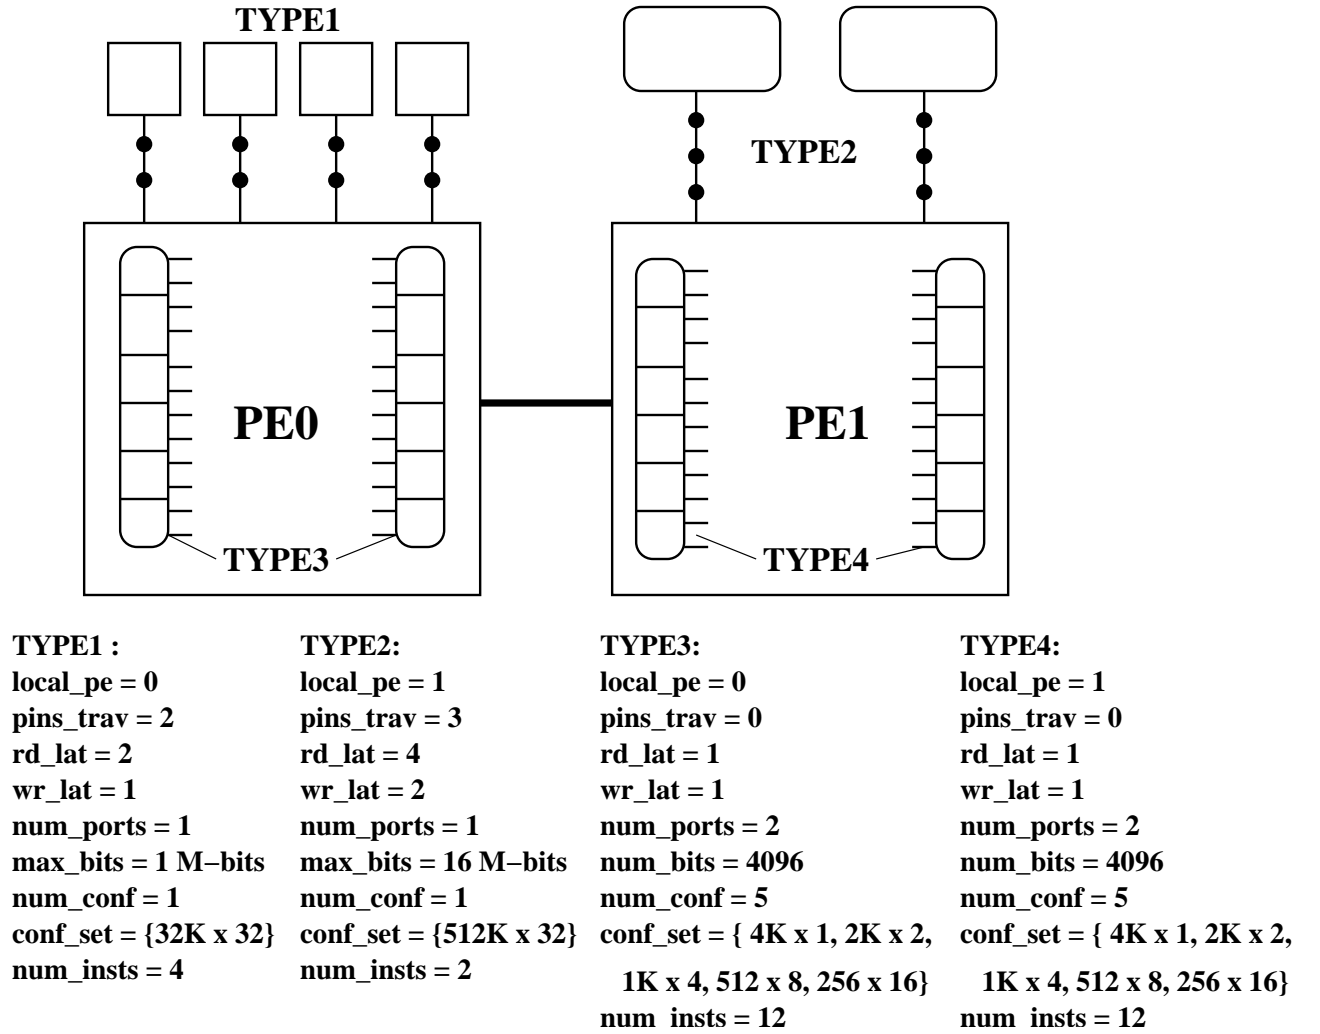 TYPE1
TYPE2
PE0
PE1
TYPE3
TYPE4
TYPE1 :
local_pe = 0
pins_trav = 2
rd_lat = 2
wr_lat = 1
num_ports = 1
max_bits = 1 M−bits
num_conf = 1
conf_set = {32K x 32}
num_insts = 4
TYPE2:
local_pe = 1
pins_trav = 3
rd_lat = 4
wr_lat = 2
num_ports = 1
max_bits = 16 M−bits
num_conf = 1
conf_set = {512K x 32}
num_insts = 2
TYPE3:
local_pe = 0
pins_trav = 0
rd_lat = 1
wr_lat = 1
num_ports = 2
num_bits = 4096
num_conf = 5
conf_set = { 4K x 1, 2K x 2,
1K x 4, 512 x 8, 256 x 16}
num_insts = 12
TYPE4:
local_pe = 1
pins_trav = 0
rd_lat = 1
wr_lat = 1
num_ports = 2
num_bits = 4096
num_conf = 5
conf_set = { 4K x 1, 2K x 2,
1K x 4, 512 x 8, 256 x 16}
num_insts = 12